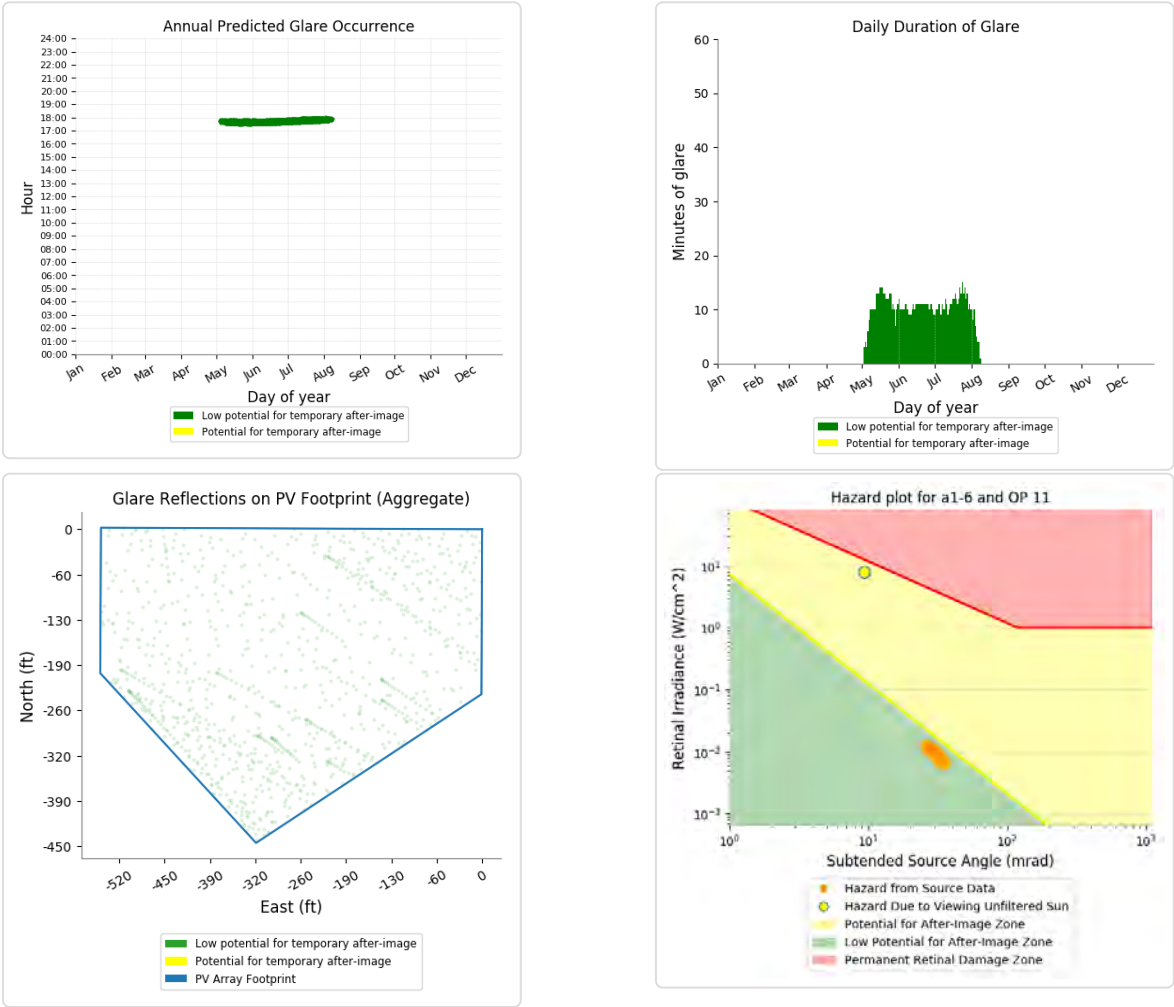 Annual Predicted Glare Occurrence
24:00
23:00
22:00
21:00
20:00
19:00
18:00
17:00
16:00
15:00
14:00
13:00
12:00
11:00
10:00
09:00
08:00
07:00
06:00
05:00
04:00
03:00
02:00
01:00
00:00
Hour
Jan Feb Mar Apr May Jun Jul Aug Sep Oct Nov Dec
Day of year
Low potential for temporary after-image
Potential for temporary after-image
Daily Duration of Glare
60
50
40
30
20
10
0
Minutes of glare
Jan Feb Mar Apr May Jun Jul Aug Sep Oct Nov Dec
Day of year
Low potential for temporary after-image
Potential for temporary after-image
Glare Reflections on PV Footprint (Aggregate)
0
-60
-130
-190
-260
-320
-390
-450
North (ft)
-520 -450 -390 -320 -260 -190 -130 -60 0
East (ft)
Low potential for temporary after-image
Potential for temporary after-image
PV Array Footprint
Hazard plot for a1-6 and OP 11
10^1
10^0
10^-1
10^-2
10^-3
Retinal Irradiance (W/cm^2)
10^0 10^1 10^2 10^3
Subtended Source Angle (mrad)
Hazard from Source Data
Hazard Due to Viewing Unfiltered Sun
Potential for After-Image Zone
Low Potential for After-Image Zone
Permanent Retinal Damage Zone